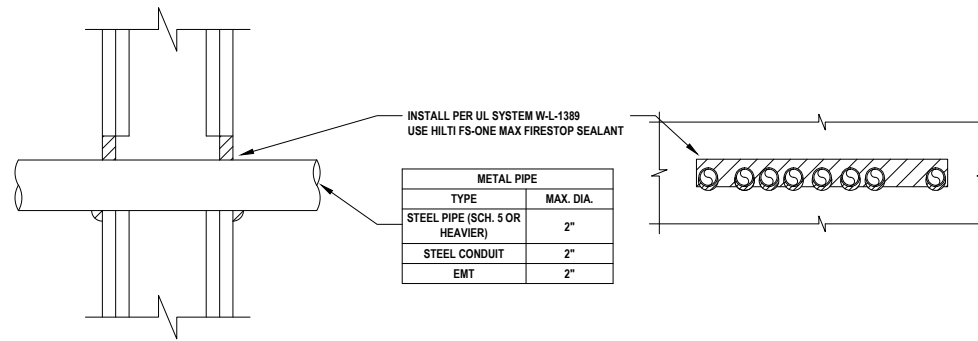 INSTALL PER UL SYSTEM W-L-1389
USE HILTI FS-ONE MAX FIRESTOP SEALANT
METAL PIPE
TYPE MAX. DIA.
STEEL PIPE (SCH. 5 OR
HEAVIER) 2"
STEEL CONDUIT 2"
EMT 2"